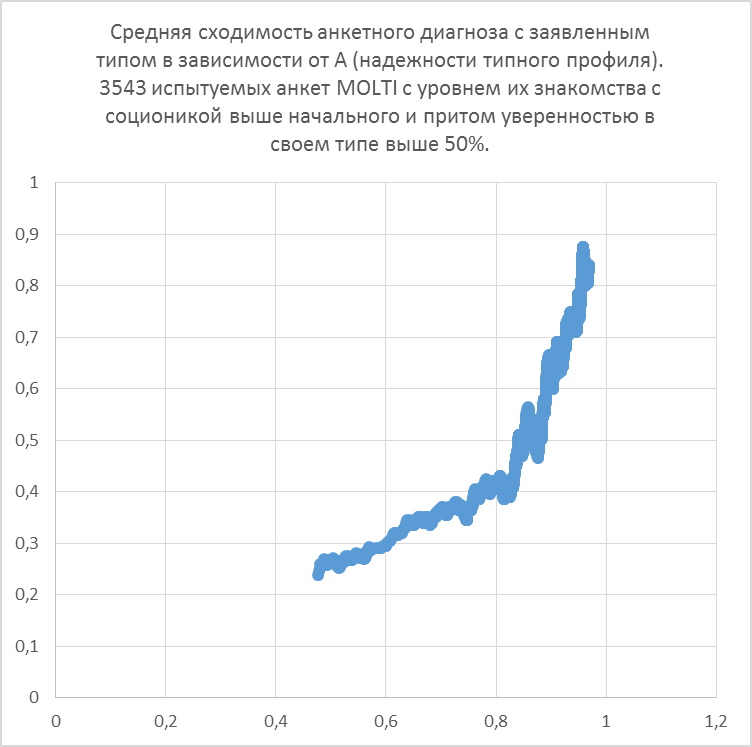 Средняя сходимость анкетного диагноза с заявленным
типом в зависимости от А (надежности типного профиля).
3543 испытуемых анкет MOLTI с уровнем их знакомства с
соционикой выше начального и притом уверенностью в
своем типе выше 50%.
1
0,9
0,8
0,7
0,6
0,5
0,4
0,3
0,2
0,1
0
0 0,2 0,4 0,6 0,8 1 1,2